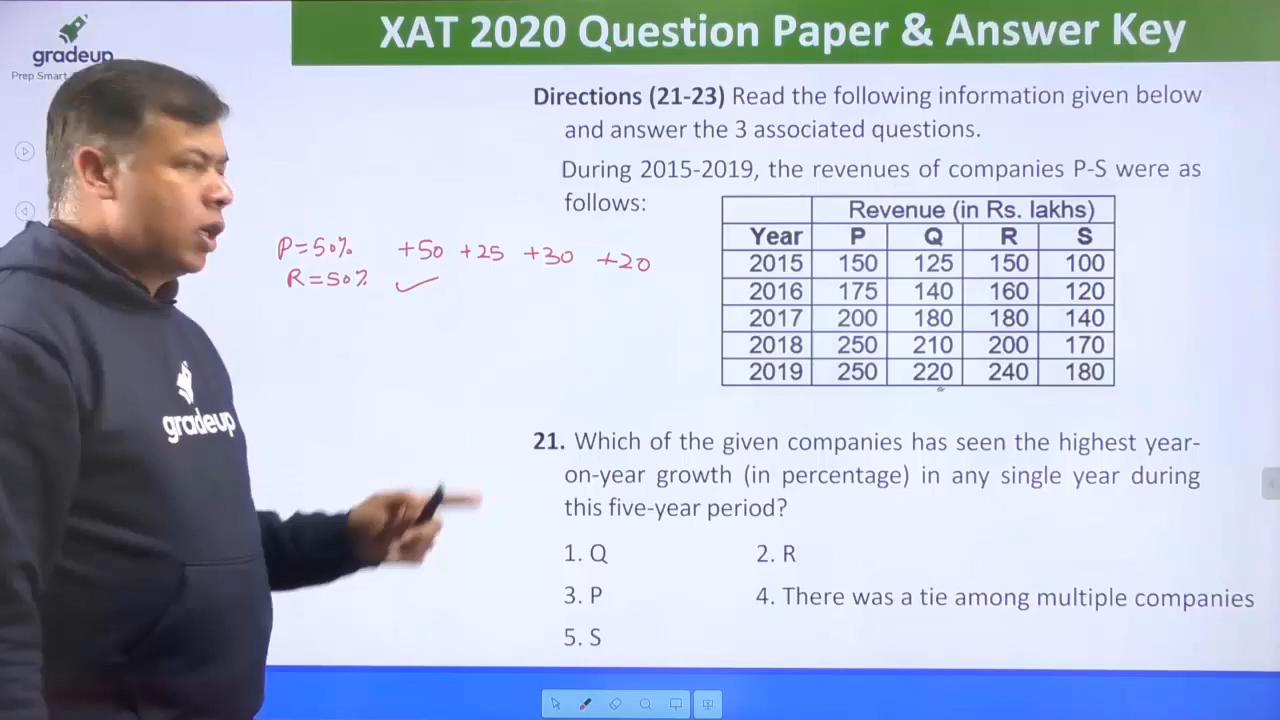 gradeup
Prep Smart.
XAT 2020 Question Paper & Answer Key
Directions (21-23) Read the following information given below
and answer the 3 associated questions.
During 2015-2019, the revenues of companies P-S were as
follows:
Revenue (in Rs. lakhs)
Year P Q R S
2015 150 125 150 100
2016 175 140 160 120
2017 200 180 180 140
2018 250 210 200 170
2019 250 220 240 180
P=50% +50 +25 +30 +20
R=50% ✓
gradeup
21. Which of the given companies has seen the highest year-
on-year growth (in percentage) in any single year during
this five-year period?
1. Q 2. R
3. P 4. There was a tie among multiple companies
5. S